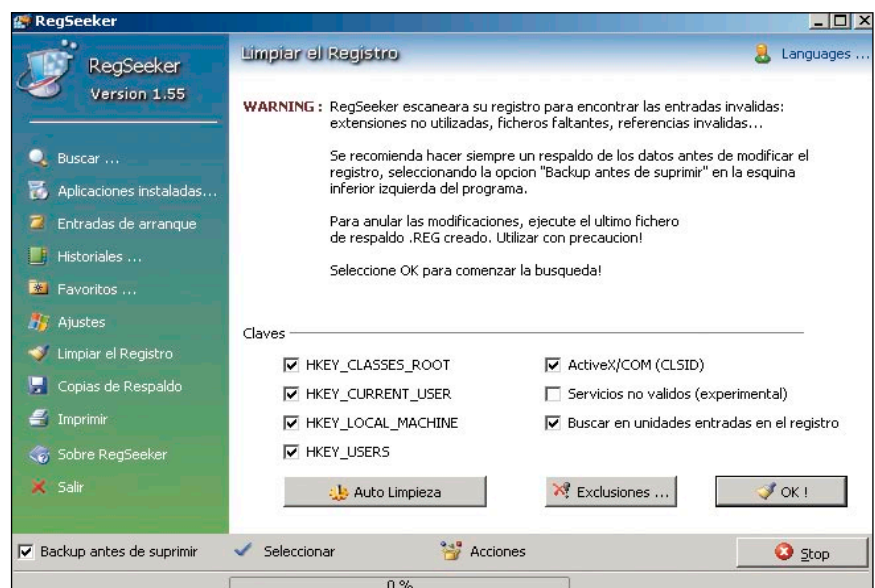 RegSeeker
RegSeeker
Version 1.55
Buscar ...
Aplicaciones instaladas...
Entradas de arranque
Historiales ...
Favoritos ...
Ajustes
Limpiar el Registro
Copias de Respaldo
Imprimir
Sobre RegSeeker
Salir
Limpiar el Registro
Languages ...
WARNING : RegSeeker escaneara su registro para encontrar las entradas invalidas:
extensiones no utilizadas, ficheros faltantes, referencias invalidas...
Se recomienda hacer siempre un respaldo de los datos antes de modificar el
registro, seleccionando la opcion "Backup antes de suprimir" en la esquina
inferior izquierda del programa.
Para anular las modificaciones, ejecute el ultimo fichero
de respaldo .REG creado. Utilizar con precaucion!
Seleccione OK para comenzar la busqueda!
Claves
HKEY_CLASSES_ROOT
HKEY_CURRENT_USER
HKEY_LOCAL_MACHINE
HKEY_USERS
ActiveX/COM (CLSID)
Servicios no validos (experimental)
Buscar en unidades entradas en el registro
Auto Limpieza
Exclusiones ...
OK !
Backup antes de suprimir
Seleccionar
Acciones
Stop
0 %